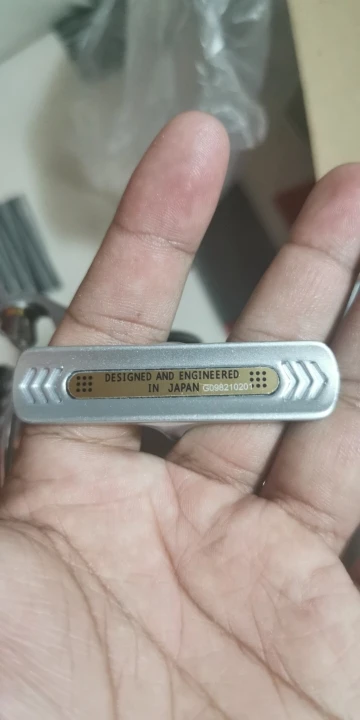 DESIGNED AND ENGINEERED
IN JAPAN G098210201